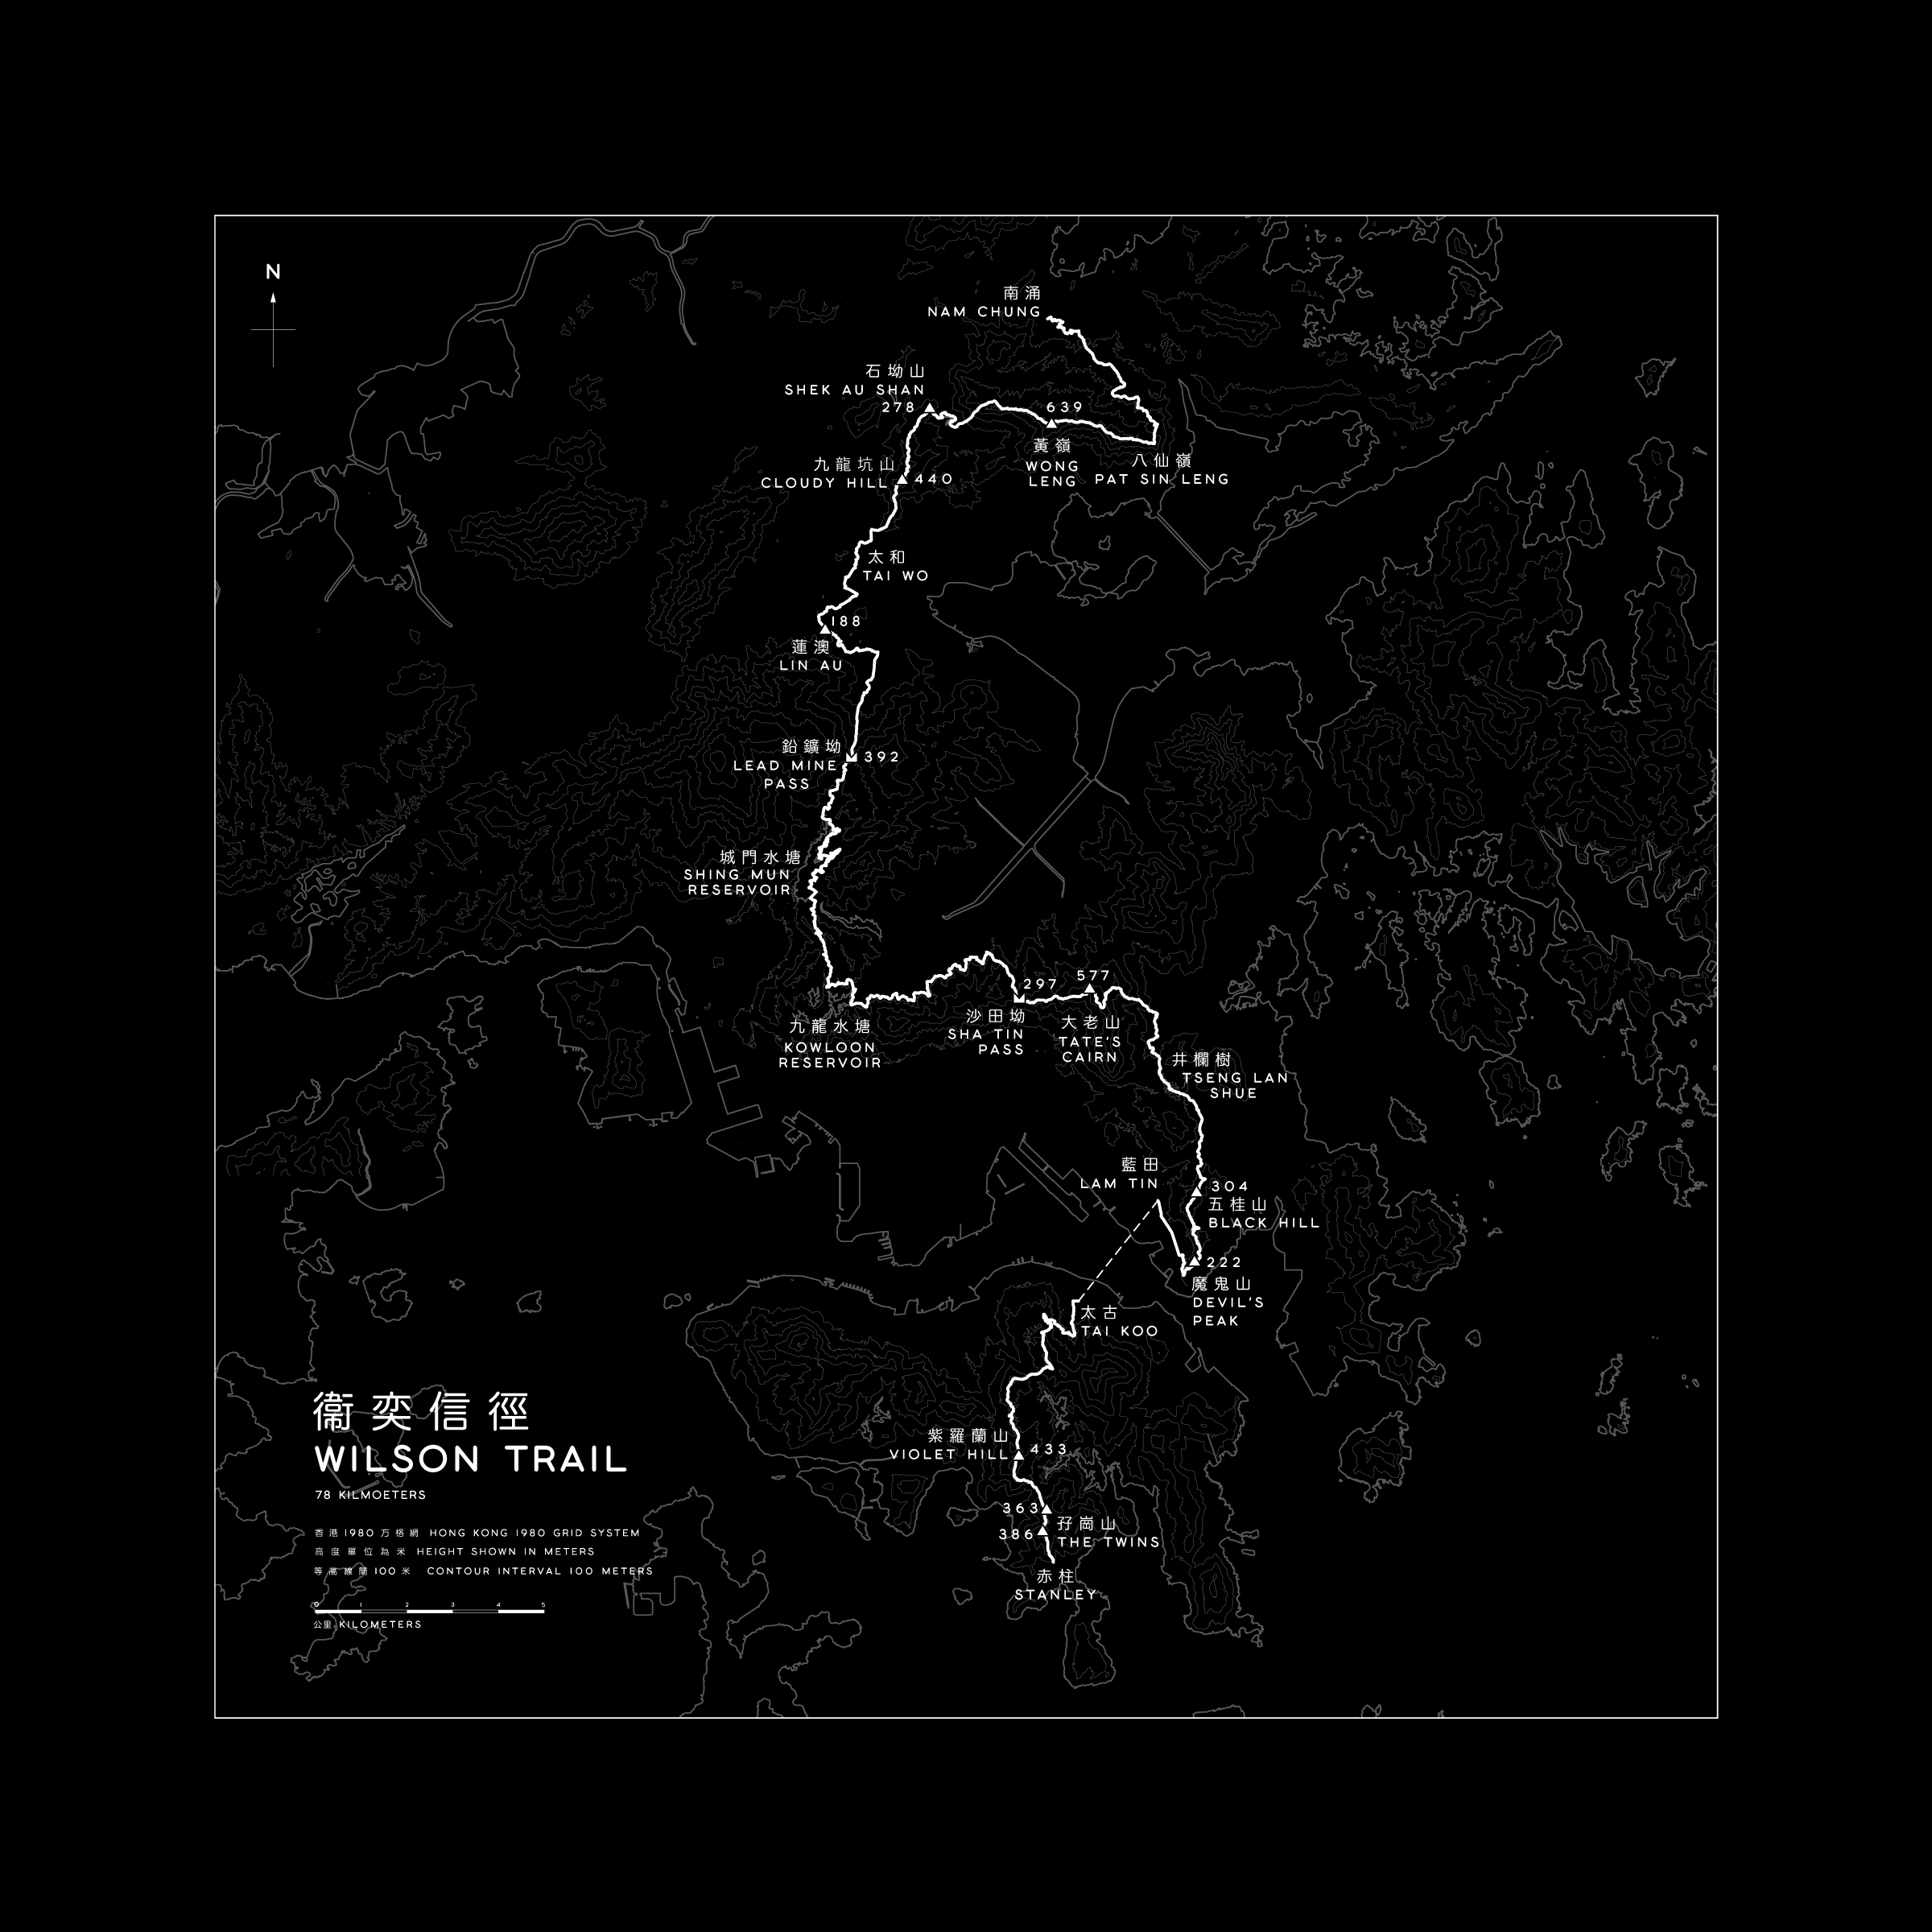 N
南涌
NAM CHUNG
石坳山
SHEK AU SHAN
278
639
黃嶺
WONG
LENG
八仙嶺
PAT SIN LENG
九龍坑山
CLOUDY HILL
440
太和
TAI WO
188
蓮澳
LIN AU
鉛鑛坳
LEAD MINE
PASS
392
城門水塘
SHING MUN
RESERVOIR
九龍水塘
KOWLOON
RESERVOIR
297
沙田坳
SHA TIN
PASS
577
大老山
TATE'S
CAIRN
井欄樹
TSENG LAN
SHUE
藍田
LAM TIN
304
五桂山
BLACK HILL
222
魔鬼山
DEVIL'S
PEAK
太古
TAI KOO
紫羅蘭山
VIOLET HILL
433
363
386
孖崗山
THE TWINS
赤柱
STANLEY
衞奕信徑
WILSON TRAIL
78 KILMOETERS
香港1980方格網 HONG KONG 1980 GRID SYSTEM
高度單位為米 HEIGHT SHOWN IN METERS
等高線間100米 CONTOUR INTERVAL 100 METERS
0 1 2 3 4 5
公里 KILOMETERS